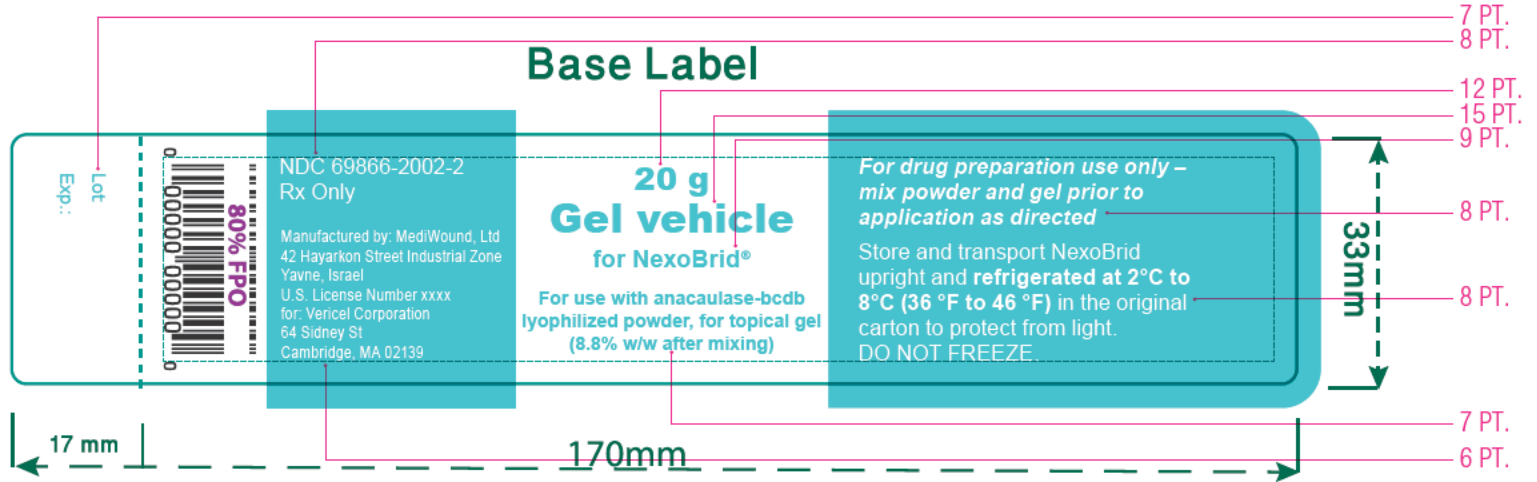 7 PT.
8 PT.
Base Label
12 PT.
15 PT.
9 PT.
Lot
Exp.:
0 00000 00000 0
80% FPO
NDC 69866-2002-2
Rx Only
Manufactured by: MediWound, Ltd
42 Hayarkon Street Industrial Zone
Yavne, Israel
U.S. License Number xxxx
for: Vericel Corporation
64 Sidney St
Cambridge, MA 02139
20 g
Gel vehicle
for NexoBrid®
For use with anacaulase-bcdb
lyophilized powder, for topical gel
(8.8% w/w after mixing)
For drug preparation use only –
mix powder and gel prior to
application as directed
Store and transport NexoBrid
upright and refrigerated at 2°C to
8°C (36 °F to 46 °F) in the original
carton to protect from light.
DO NOT FREEZE.
33mm
8 PT.
8 PT.
7 PT.
6 PT.
17 mm
170mm